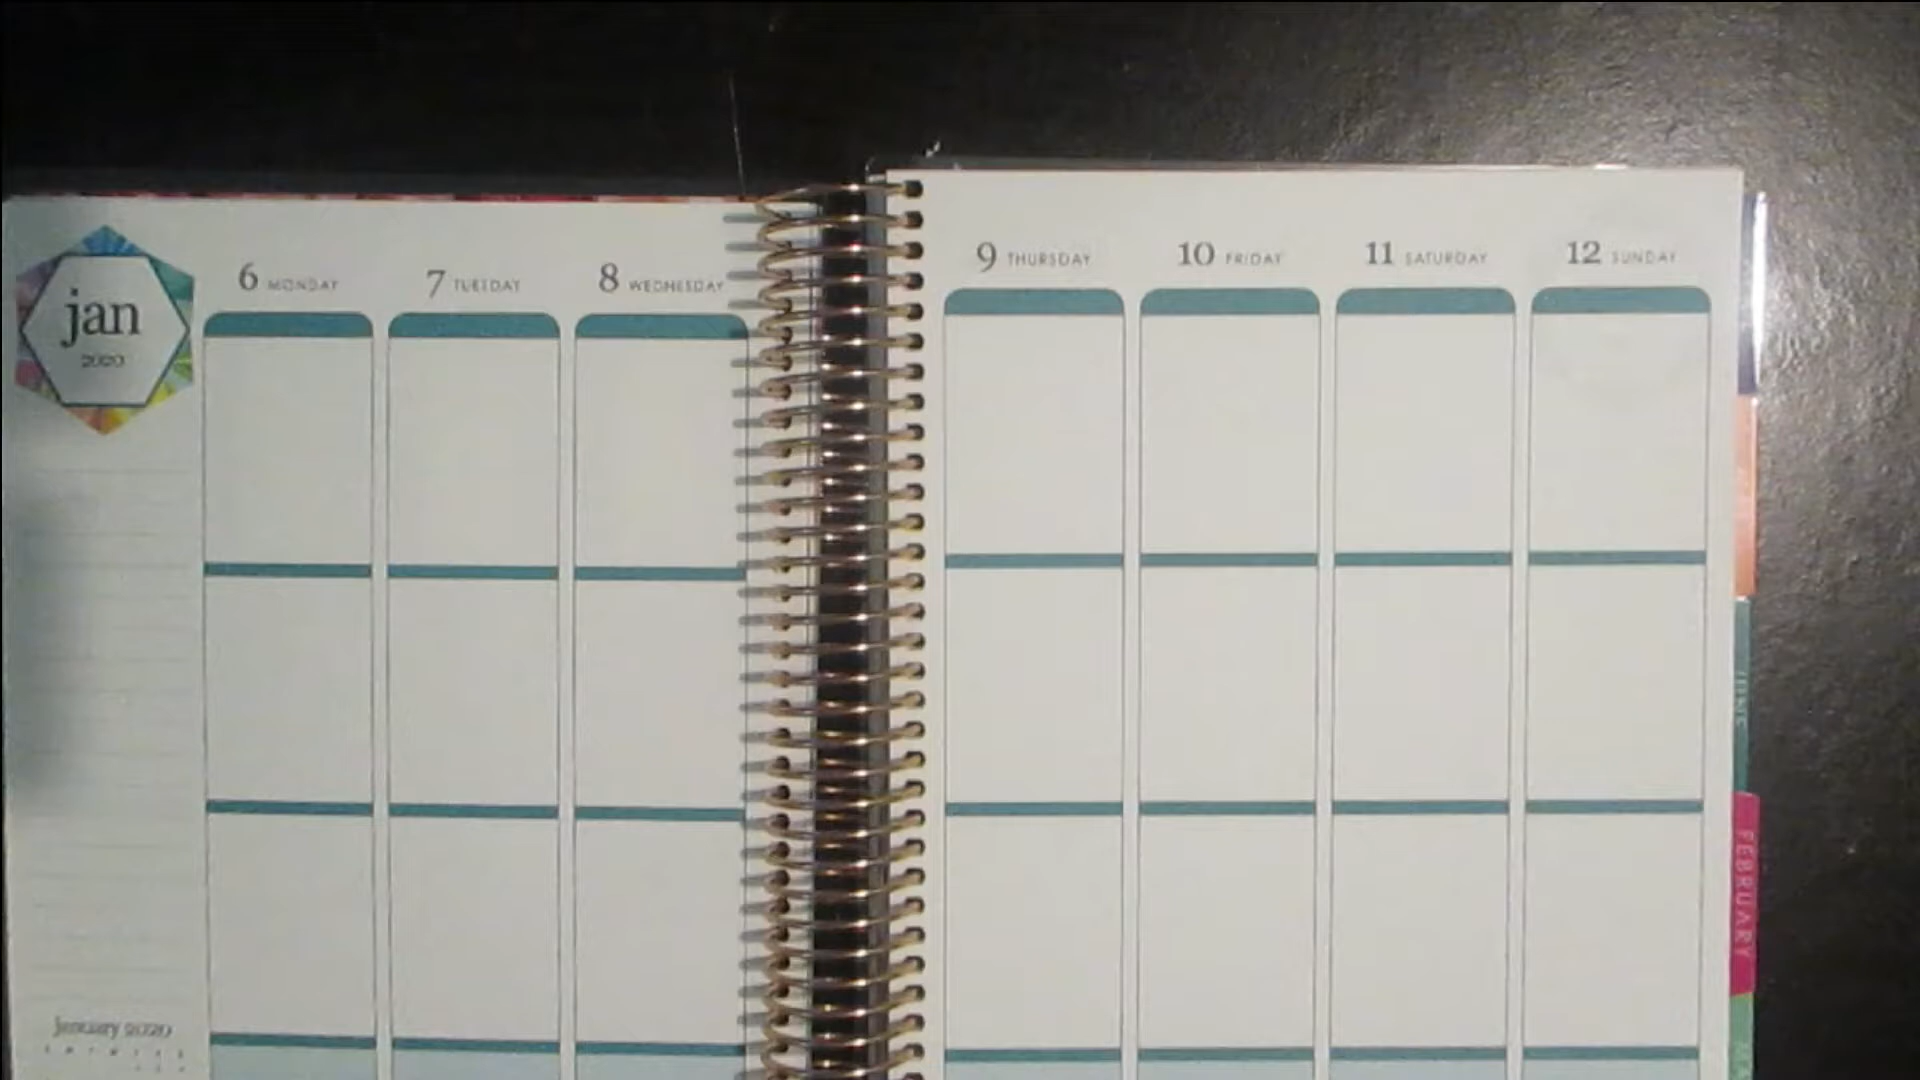 jan
2020
6 MONDAY
7 TUESDAY
8 WEDNESDAY
9 THURSDAY
10 FRIDAY
11 SATURDAY
12 SUNDAY
JUNE
FEBRUARY
january 2020